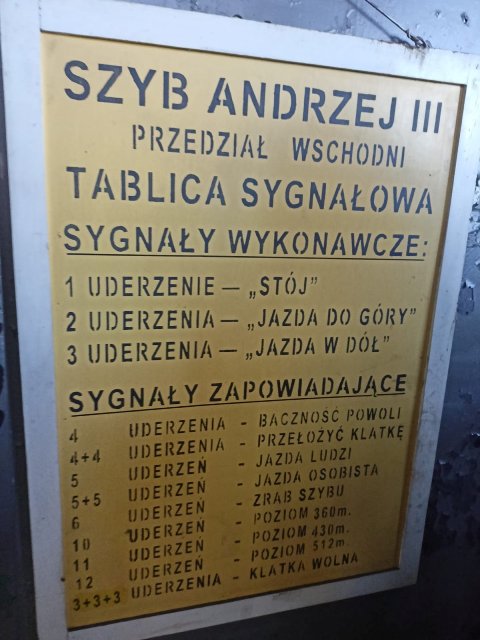 SZYB ANDRZEJ III
PRZEDZIAŁ WSCHODNI
TABLICA SYGNAŁOWA
SYGNAŁY WYKONAWCZE:
1 UDERZENIE — „STÓJ”
2 UDERZENIA — „JAZDA DO GÓRY”
3 UDERZENIA — „JAZDA W DÓŁ”
SYGNAŁY ZAPOWIADAJĄCE
4 UDERZENIA - BACZNOŚĆ POWOLI
4+4 UDERZENIA - PRZEŁOŻYĆ KLATKĘ
5 UDERZEŃ - JAZDA LUDZI
5+5 UDERZEŃ - JAZDA OSOBISTA
6 UDERZEŃ - ZRĄB SZYBU
10 UDERZEŃ - POZIOM 360m.
11 UDERZEŃ - POZIOM 430m.
12 UDERZEŃ - POZIOM 512m.
3+3+3 UDERZENIA - KLATKA WOLNA